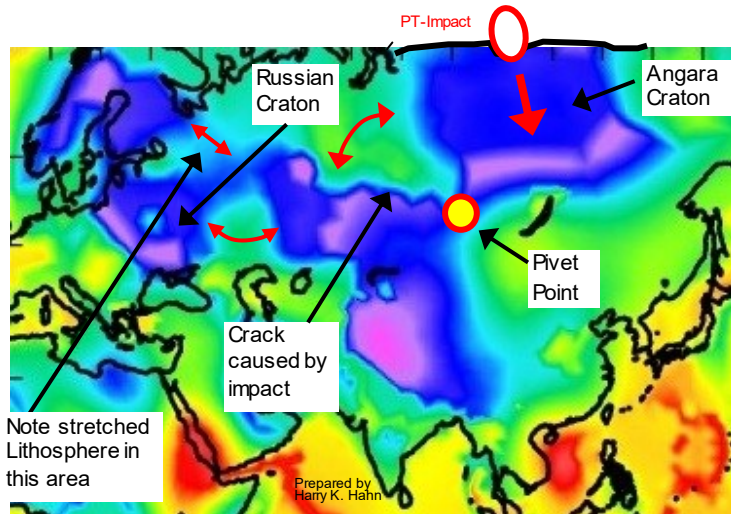 PT-Impact
Russian
Craton
Angara
Craton
Pivet
Point
Crack
caused by
impact
Note stretched
Lithosphere in
this area
Prepared by
Harry K. Hahn